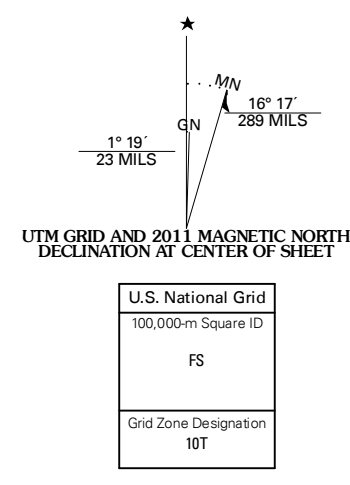 MN
GN
16° 17´
289 MILS
1° 19´
23 MILS
UTM GRID AND 2011 MAGNETIC NORTH
DECLINATION AT CENTER OF SHEET
U.S. National Grid
100,000-m Square ID
FS
Grid Zone Designation
10T